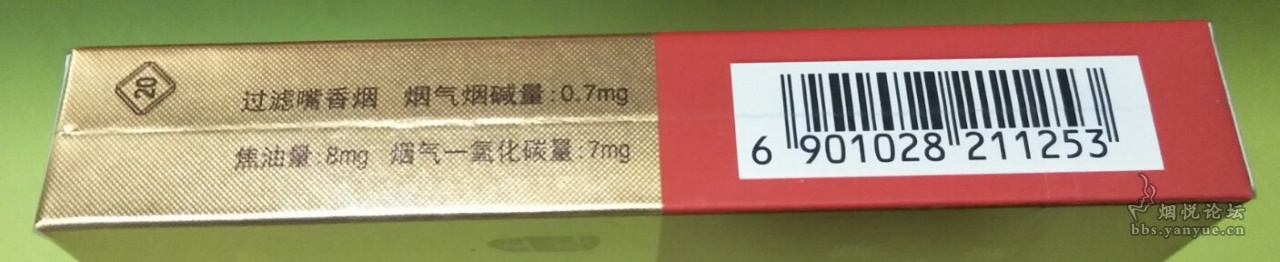 20
过滤嘴香烟 烟气烟碱量:0.7mg
焦油量:8mg 烟气一氧化碳量:7mg
6 901028 211253
烟悦论坛
bbs.yanyue.cn